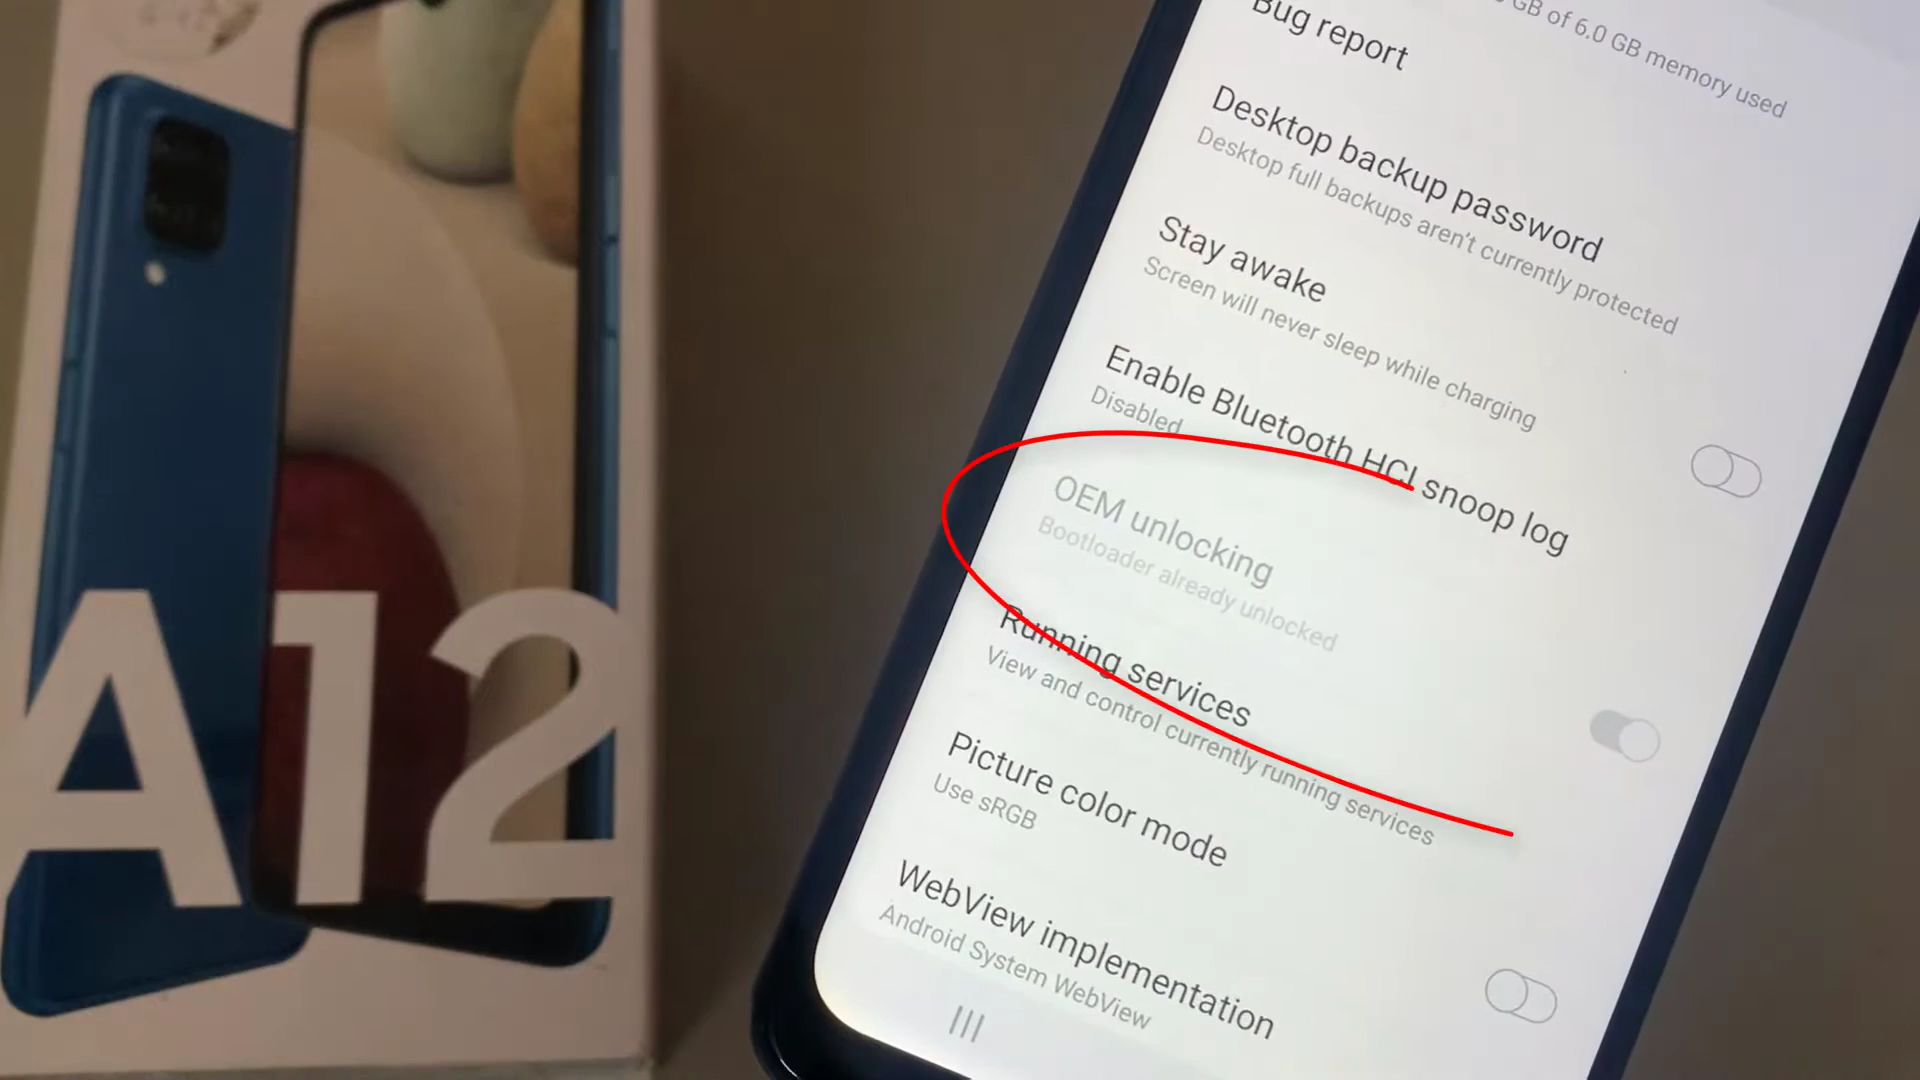 A12
GB of 6.0 GB memory used
Bug report
Desktop backup password
Desktop full backups aren't currently protected
Stay awake
Screen will never sleep while charging
Enable Bluetooth HCI snoop log
Disabled
OEM unlocking
Bootloader already unlocked
Running services
View and control currently running services
Picture color mode
Use sRGB
WebView implementation
Android System WebView